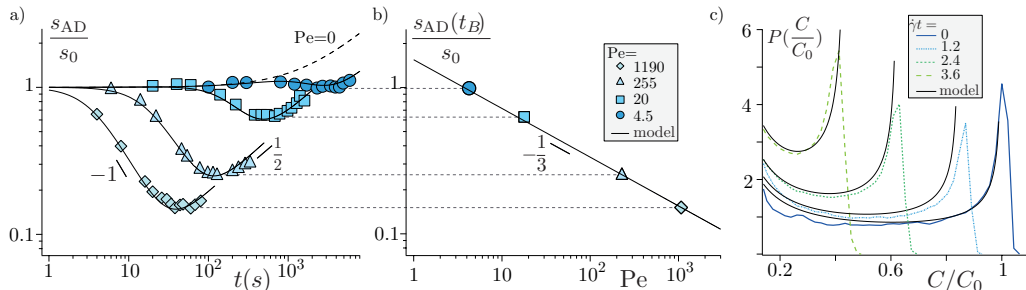 a)
s_AD
s_0
Pe=0
1
0.1
−1
1
2
1
10
10^2
10^3
t(s)
b)
s_AD(t_B)
s_0
Pe=
1190
255
20
4.5
model
1
0.1
−1
3
1
10
10^2
10^3
Pe
c)
P(C/C_0)
γ̇t=
0
1.2
2.4
3.6
model
6
4
2
0.2
0.6
1
C/C_0